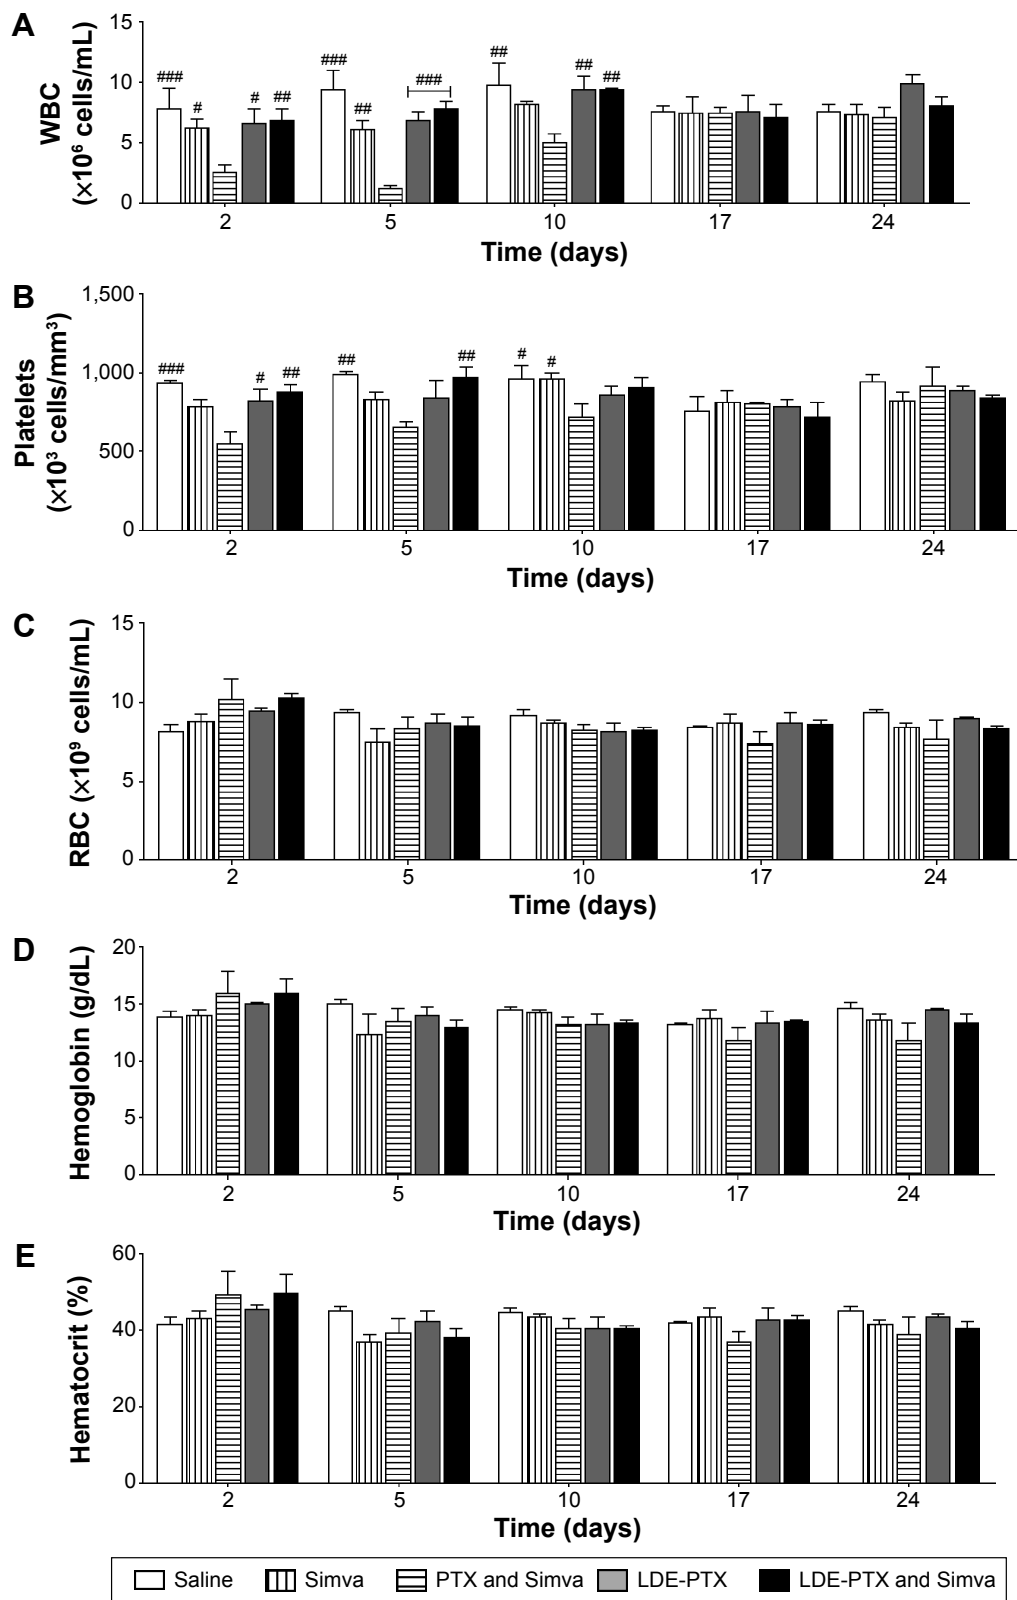 A
WBC
(×10⁶ cells/mL)
15
10
5
0
###
#
#
##
###
##
###
##
##
##
2
5
10
17
24
Time (days)
B
Platelets
(×10³ cells/mm³)
1,500
1,000
500
0
###
#
##
##
##
#
#
2
5
10
17
24
Time (days)
C
RBC (×10⁹ cells/mL)
15
10
5
0
2
5
10
17
24
Time (days)
D
Hemoglobin (g/dL)
20
15
10
5
0
2
5
10
17
24
Time (days)
E
Hematocrit (%)
60
40
20
0
2
5
10
17
24
Time (days)
Saline
Simva
PTX and Simva
LDE-PTX
LDE-PTX and Simva